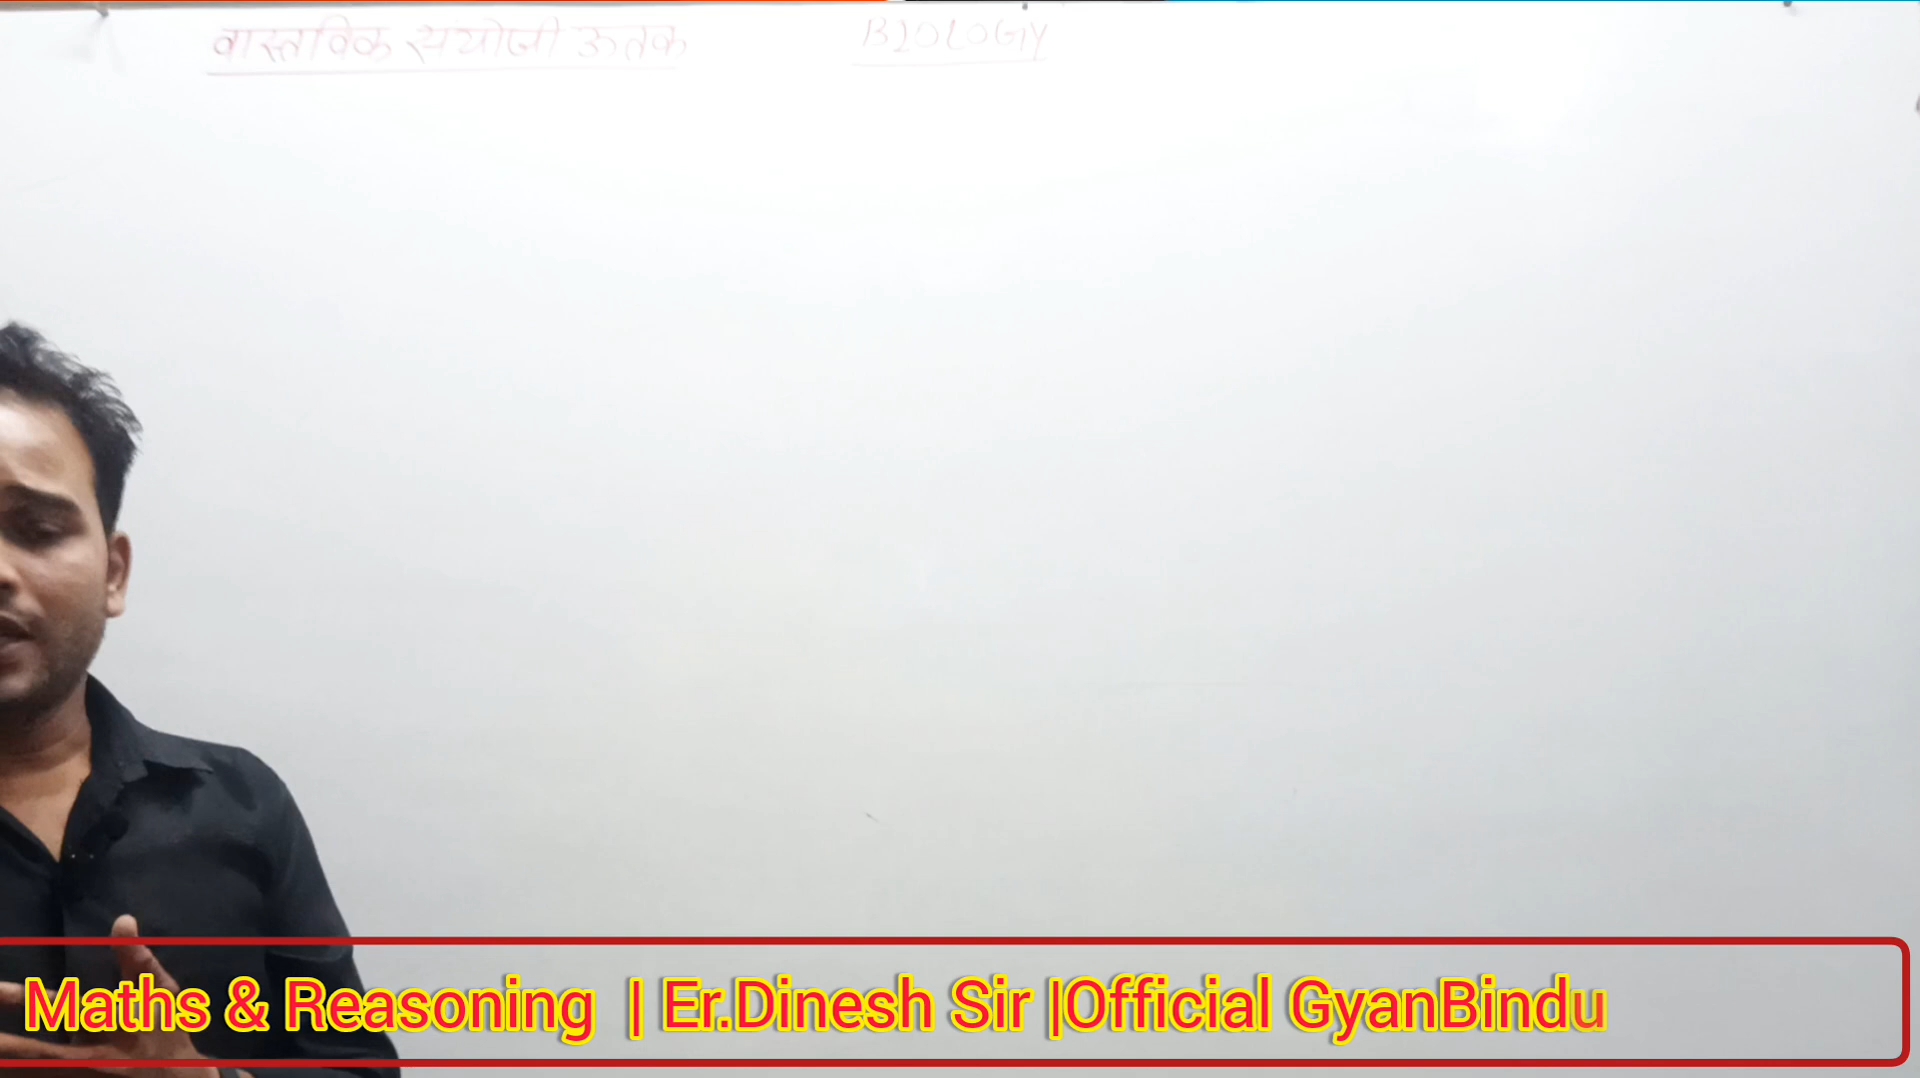 वास्तविक संयोजी ऊतक BIOLOGY
Maths & Reasoning | Er.Dinesh Sir |Official GyanBindu